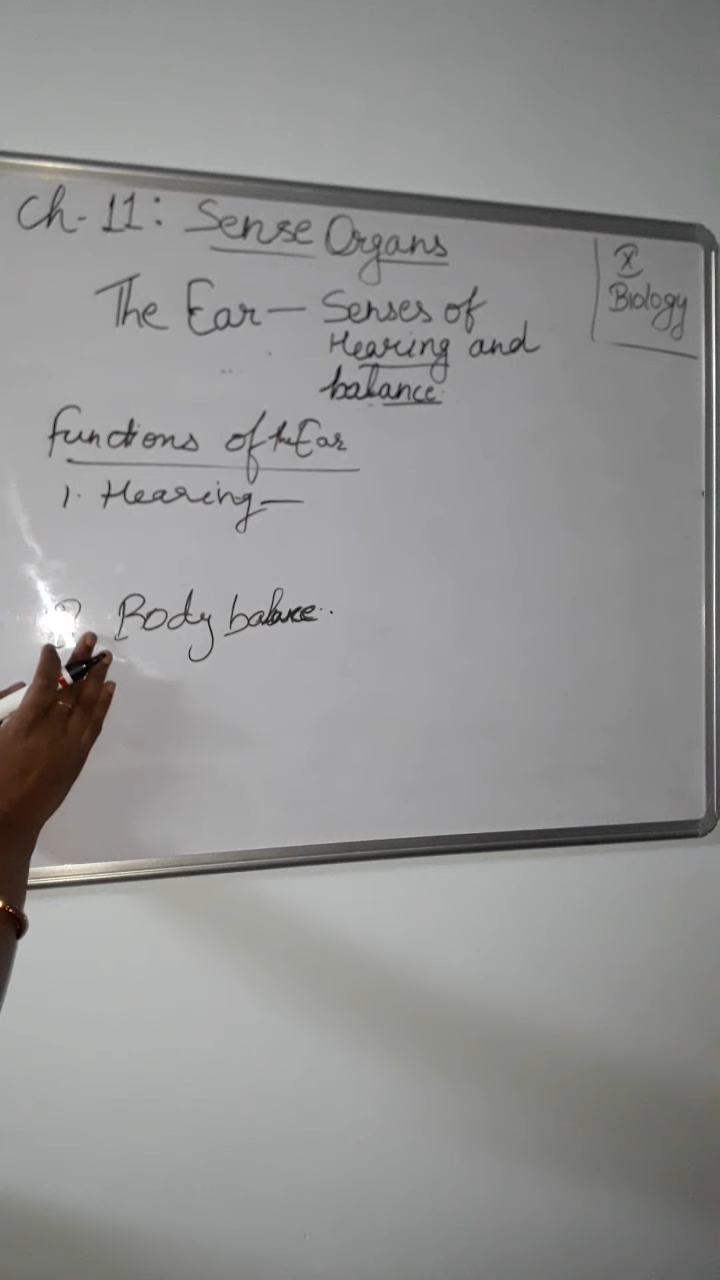 Ch-11: Sense Organs
X
Biology
The Ear — Senses of
Hearing and
balance
functions of the Ear
1. Hearing —
2. Body balance..